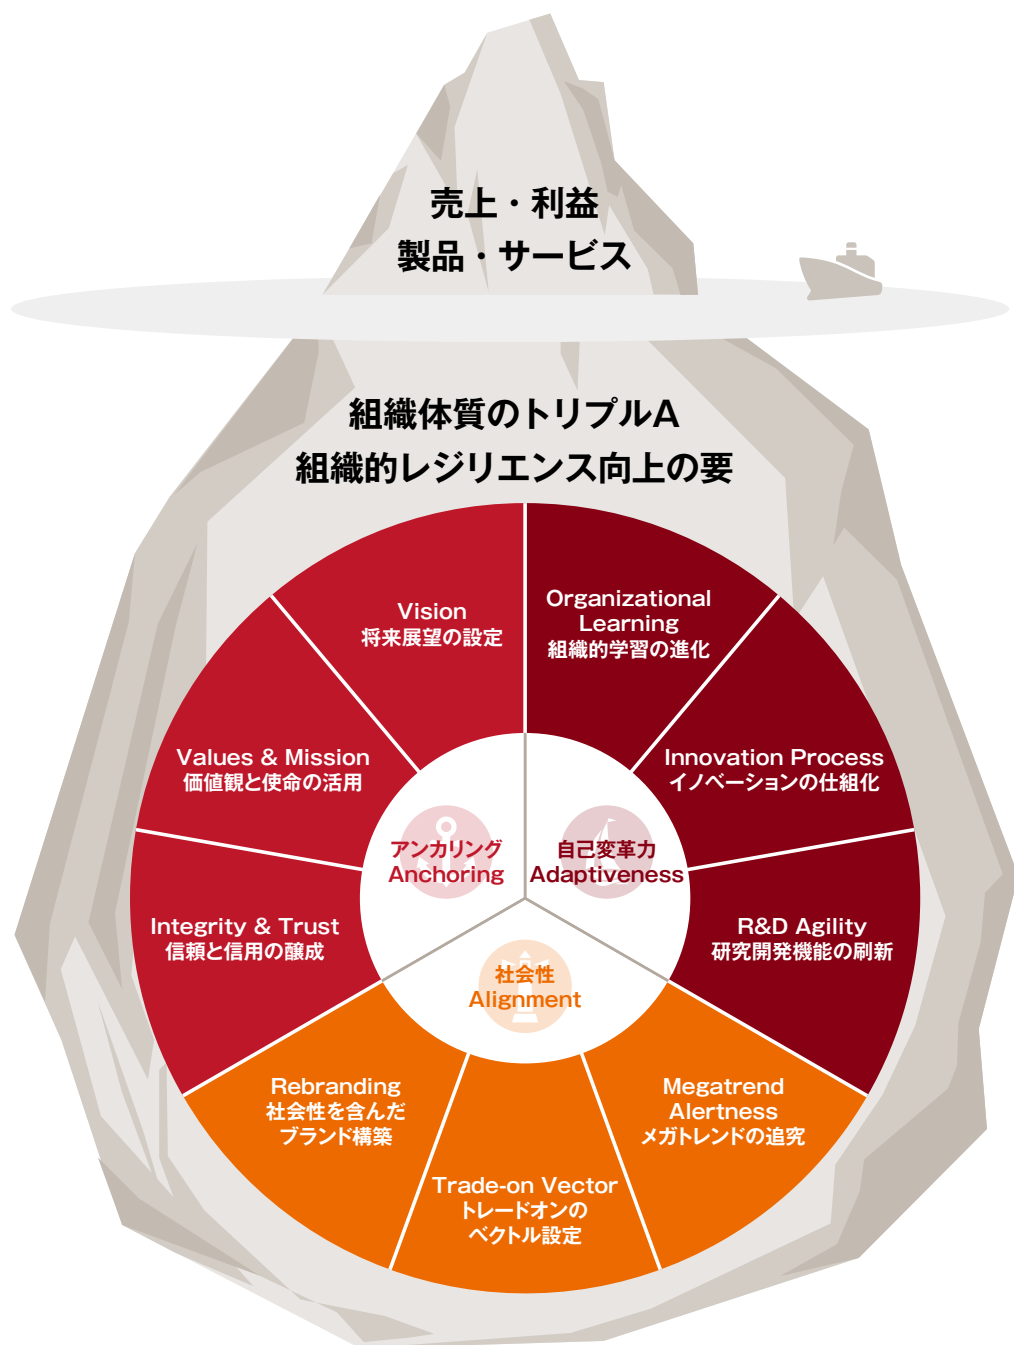 売上・利益
製品・サービス
組織体質のトリプルA
組織的レジリエンス向上の要
Vision
将来展望の設定
Organizational
Learning
組織的学習の進化
Values & Mission
価値観と使命の活用
Innovation Process
イノベーションの仕組化
アンカリング
Anchoring
自己変革力
Adaptiveness
Integrity & Trust
信頼と信用の醸成
R&D Agility
研究開発機能の刷新
社会性
Alignment
Rebranding
社会性を含んだ
ブランド構築
Megatrend
Alertness
メガトレンドの追究
Trade-on Vector
トレードオンの
ベクトル設定